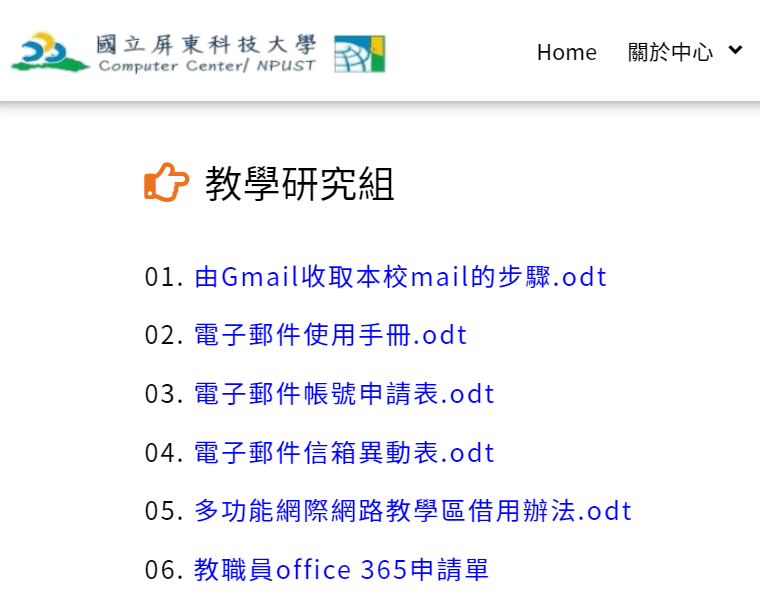 國立屏東科技大學
Computer Center/ NPUST
Home 關於中心
教學研究組
01. 由Gmail收取本校mail的步驟.odt
02. 電子郵件使用手冊.odt
03. 電子郵件帳號申請表.odt
04. 電子郵件信箱異動表.odt
05. 多功能網際網路教學區借用辦法.odt
06. 教職員office 365申請單